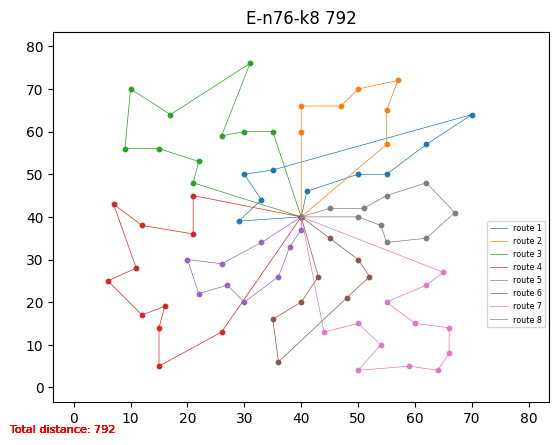 E-n76-k8 792
80
70
60
50
40
30
20
10
0
0 10 20 30 40 50 60 70 80
route 1
route 2
route 3
route 4
route 5
route 6
route 7
route 8
Total distance: 792